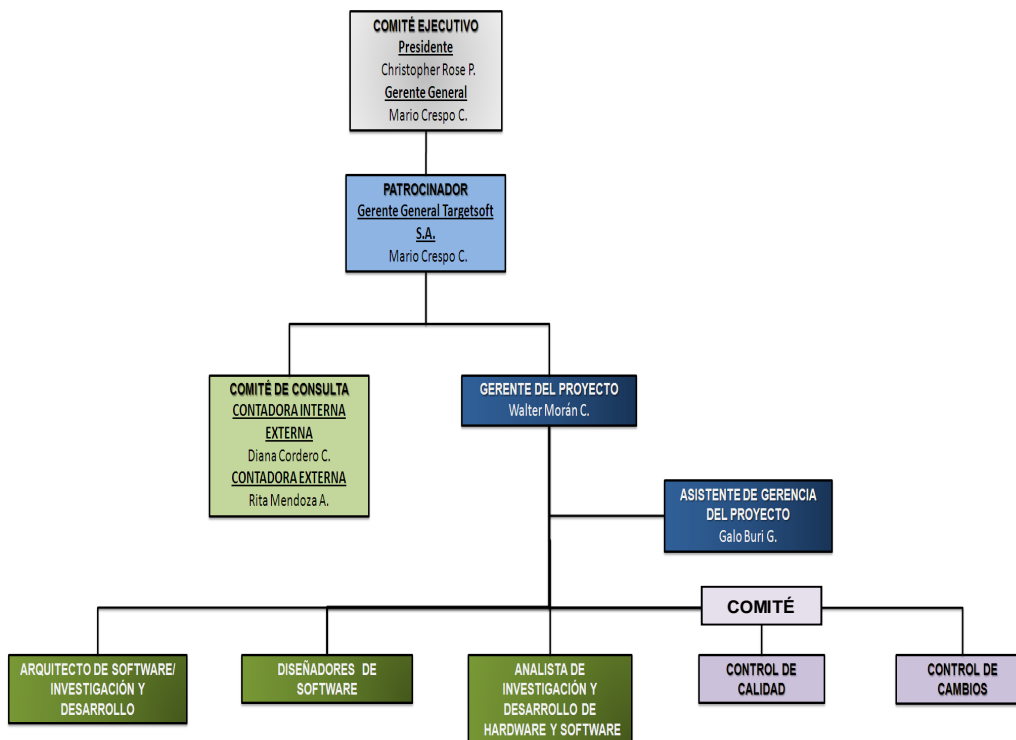 COMITÉ EJECUTIVO
Presidente
Christopher Rose P.
Gerente General
Mario Crespo C.
PATROCINADOR
Gerente General Targetsoft
S.A.
Mario Crespo C.
COMITÉ DE CONSULTA
CONTADORA INTERNA
EXTERNA
Diana Cordero C.
CONTADORA EXTERNA
Rita Mendoza A.
GERENTE DEL PROYECTO
Walter Morán C.
ASISTENTE DE GERENCIA
DEL PROYECTO
Galo Buri G.
COMITÉ
ARQUITECTO DE SOFTWARE/
INVESTIGACIÓN Y
DESARROLLO
DISEÑADORES DE
SOFTWARE
ANALISTA DE
INVESTIGACIÓN Y
DESARROLLO DE
HARDWARE Y SOFTWARE
CONTROL DE
CALIDAD
CONTROL DE
CAMBIOS